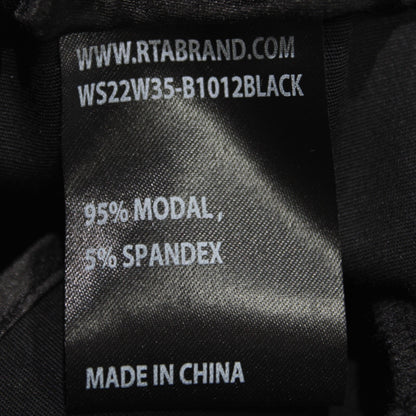 WWW.RTABRAND.COM
WS22W35-B1012BLACK
95% MODAL,
5% SPANDEX
MADE IN CHINA